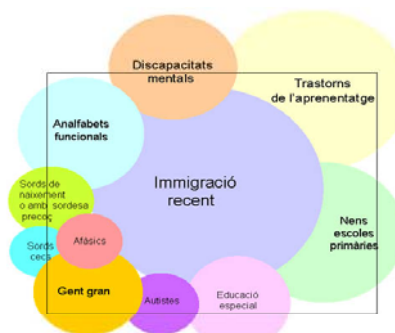 Discapacitats
mentals
Trastorns
de l'aprenentatge
Analfabets
funcionals
Immigració
recent
Sords de
naixement
o amb sordesa
precoç
Afàsics
Sords
cecs
Nens
escoles
primàries
Gent gran
Autistes
Educació
especial